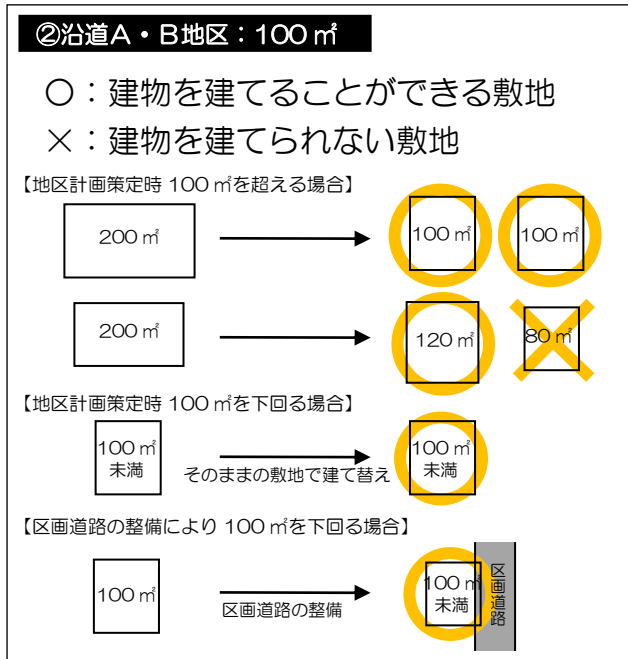 ②沿道A・B地区：100㎡
〇：建物を建てることができる敷地
×：建物を建てられない敷地
【地区計画策定時 100㎡を超える場合】
200㎡
100㎡
100㎡
200㎡
120㎡
80㎡
【地区計画策定時 100㎡を下回る場合】
100㎡
未満
そのままの敷地で建て替え
100㎡
未満
【区画道路の整備により 100㎡を下回る場合】
100㎡
区画道路の整備
100㎡
未満
区画道路